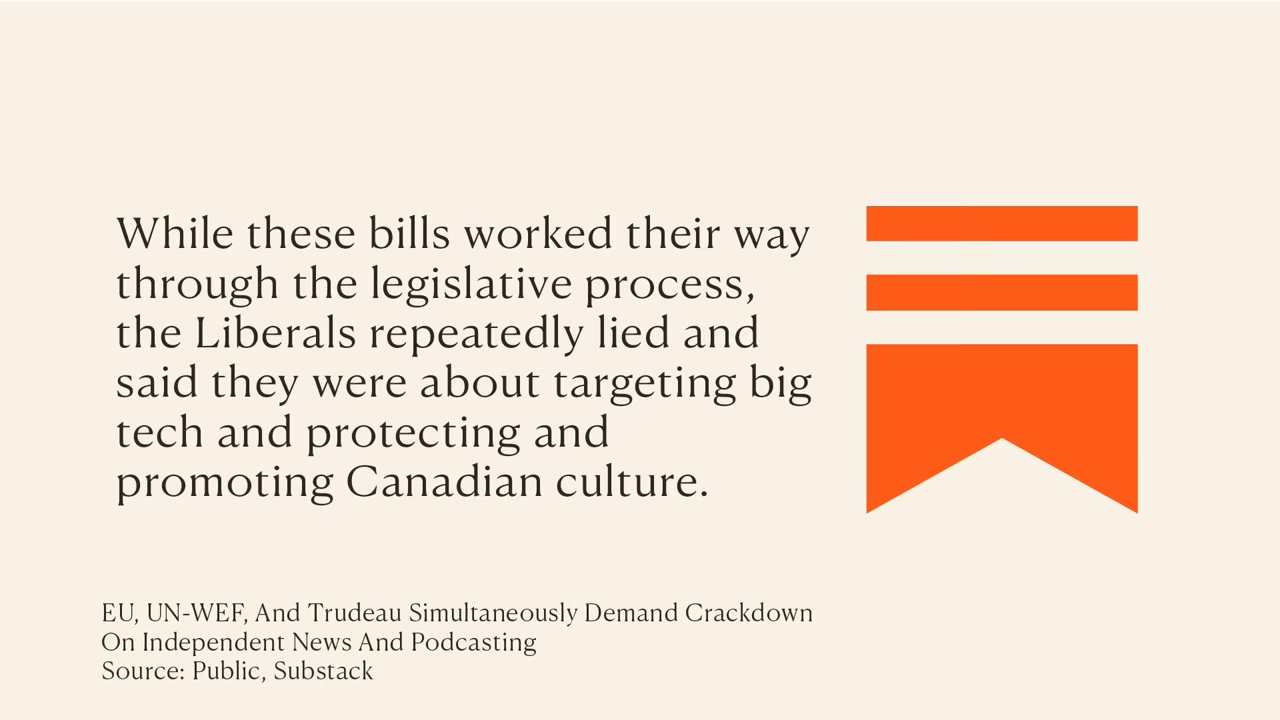 While these bills worked their way
through the legislative process,
the Liberals repeatedly lied and
said they were about targeting big
tech and protecting and
promoting Canadian culture.
EU, UN-WEF, And Trudeau Simultaneously Demand Crackdown
On Independent News And Podcasting
Source: Public, Substack